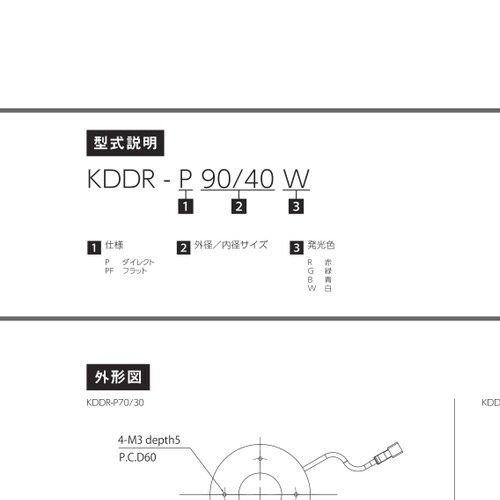 型式説明
KDDR - P 90/40 W
1 2 3
1 仕様
P ダイレクト
PF フラット
2 外径／内径サイズ
3 発光色
R 赤
G 緑
B 青
W 白
外形図
KDDR-P70/30
KDD
4-M3 depth5
P.C.D60